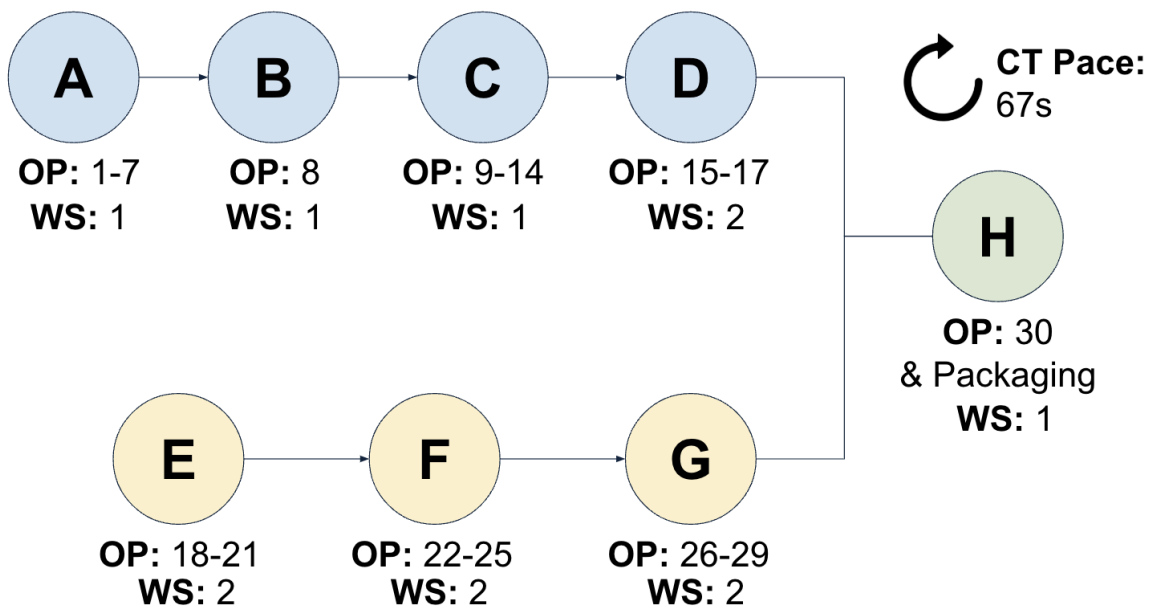 A
OP: 1-7
WS: 1
B
OP: 8
WS: 1
C
OP: 9-14
WS: 1
D
OP: 15-17
WS: 2
CT Pace:
67s
H
OP: 30
& Packaging
WS: 1
E
OP: 18-21
WS: 2
F
OP: 22-25
WS: 2
G
OP: 26-29
WS: 2